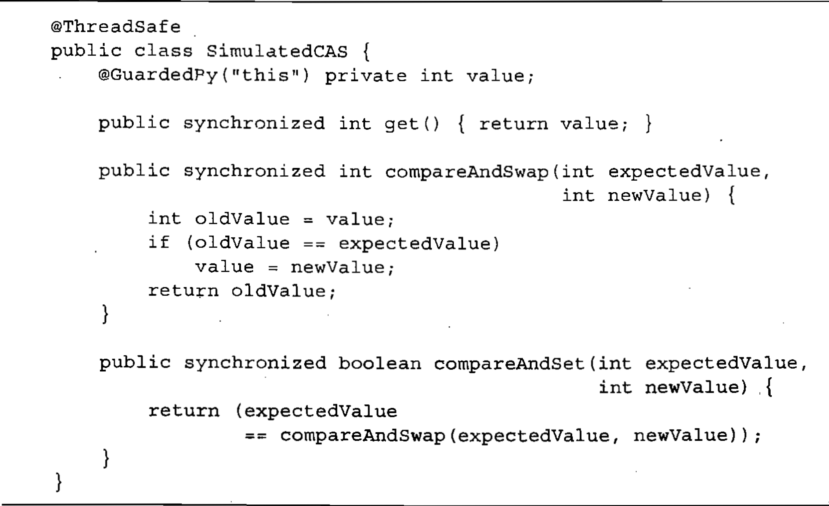 @ThreadSafe
public class SimulatedCAS {
@GuardedPy("this") private int value;
public synchronized int get() { return value; }
public synchronized int compareAndSwap(int expectedValue,
int newValue) {
int oldValue = value;
if (oldValue == expectedValue)
value = newValue;
return oldValue;
}
public synchronized boolean compareAndSet(int expectedValue,
int newValue) {
return (expectedValue
== compareAndSwap(expectedValue, newValue));
}
}